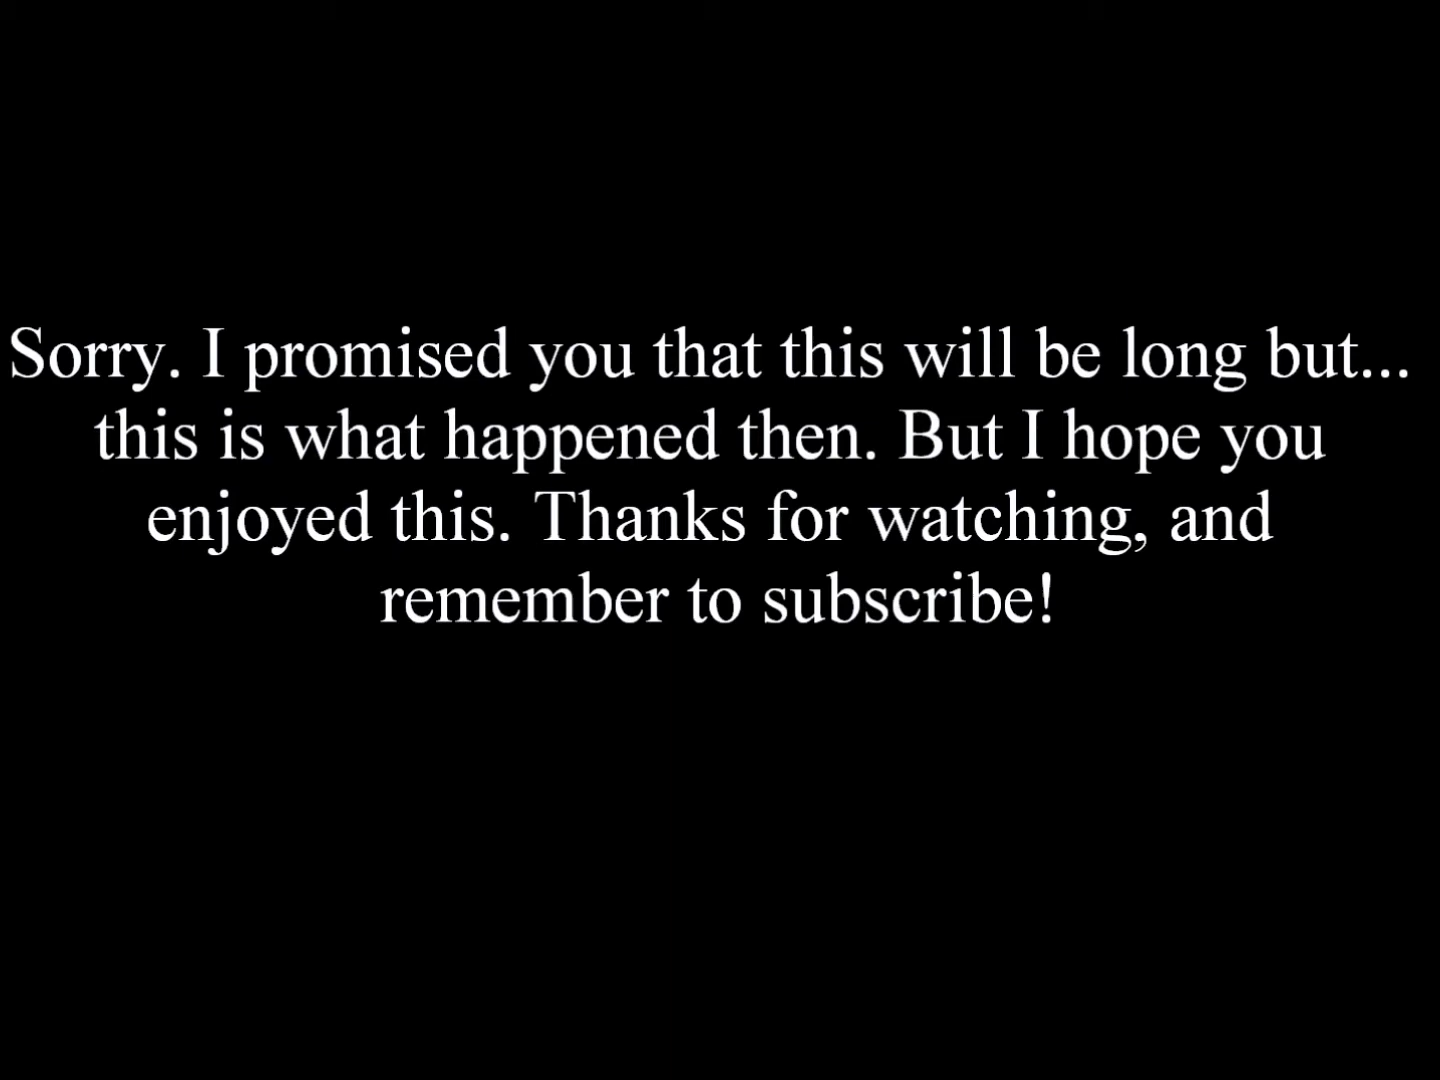 Sorry. I promised you that this will be long but...
this is what happened then. But I hope you
enjoyed this. Thanks for watching, and
remember to subscribe!